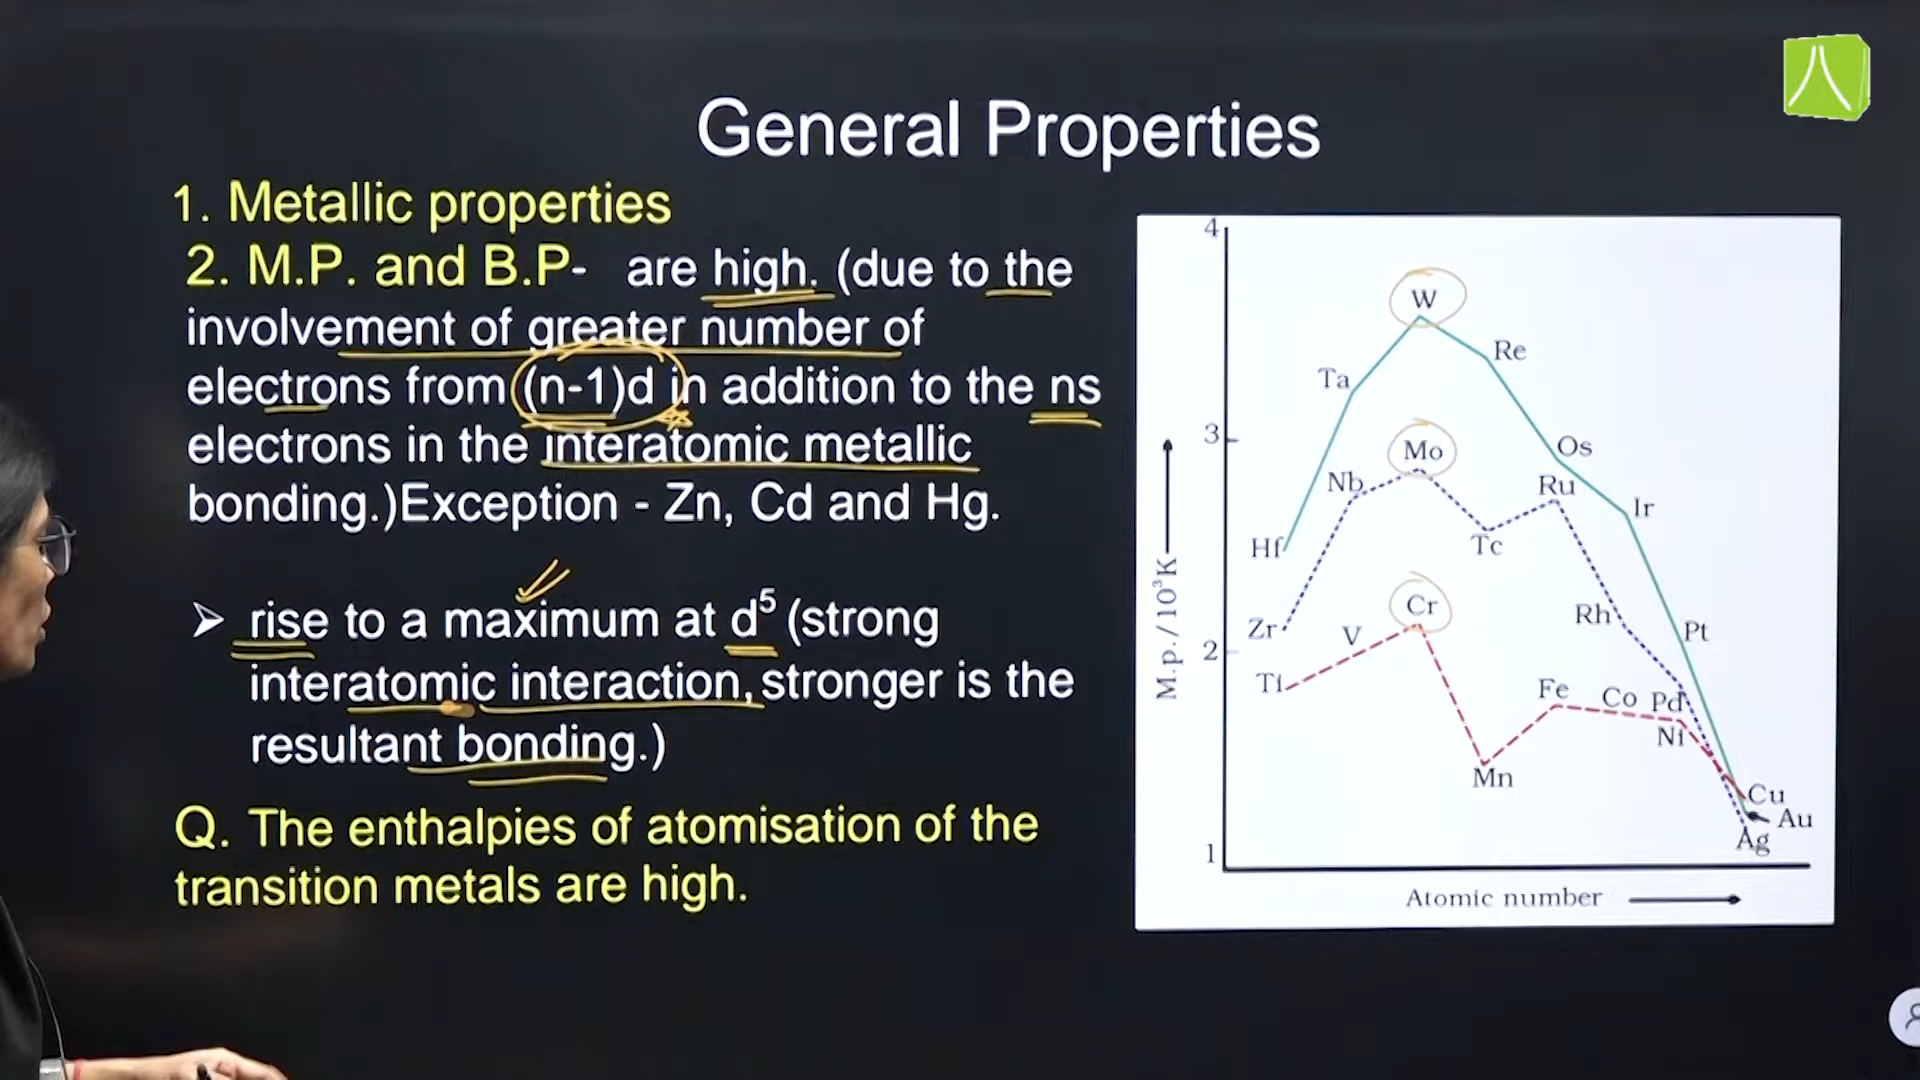 General Properties
1. Metallic properties
2. M.P. and B.P- are high. (due to the
involvement of greater number of
electrons from (n-1)d in addition to the ns
electrons in the interatomic metallic
bonding.)Exception - Zn, Cd and Hg.
➢ rise to a maximum at d⁵ (strong
interatomic interaction, stronger is the
resultant bonding.)
Q. The enthalpies of atomisation of the
transition metals are high.
4
W
Re
Ta
3
Mo
Os
Nb
Ru
Ir
Hf
Tc
Cr
Rh
Zr
V
Pt
2
Ti
Fe
Co
Pd
Ni
Mn
Cu
Au
Ag
1
M.p./10³K
Atomic number